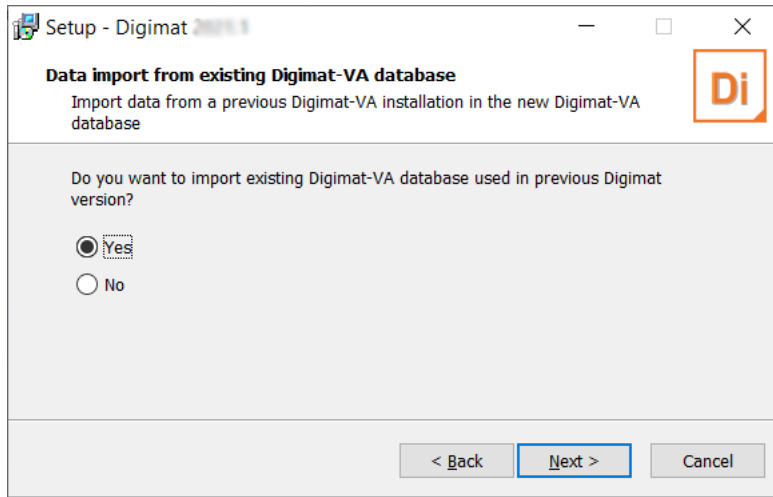 Setup - Digimat
Data import from existing Digimat-VA database
Import data from a previous Digimat-VA installation in the new Digimat-VA
database
Di
Do you want to import existing Digimat-VA database used in previous Digimat
version?
Yes
No
< Back
Next >
Cancel